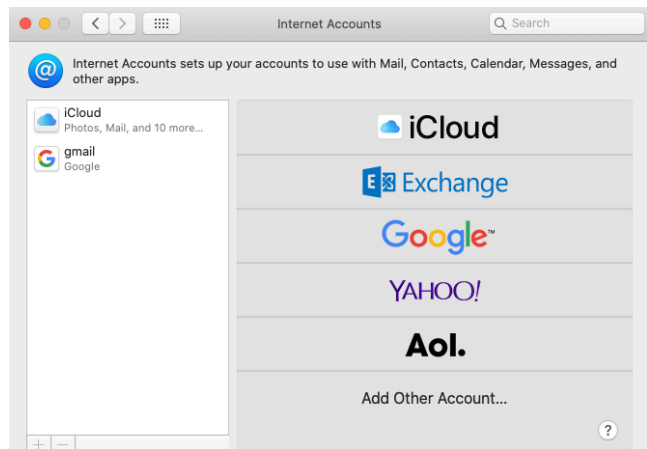 Internet Accounts
Search
Internet Accounts sets up your accounts to use with Mail, Contacts, Calendar, Messages, and
other apps.
iCloud
Photos, Mail, and 10 more...
gmail
Google
iCloud
Exchange
Google™
YAHOO!
Aol.
Add Other Account...
?